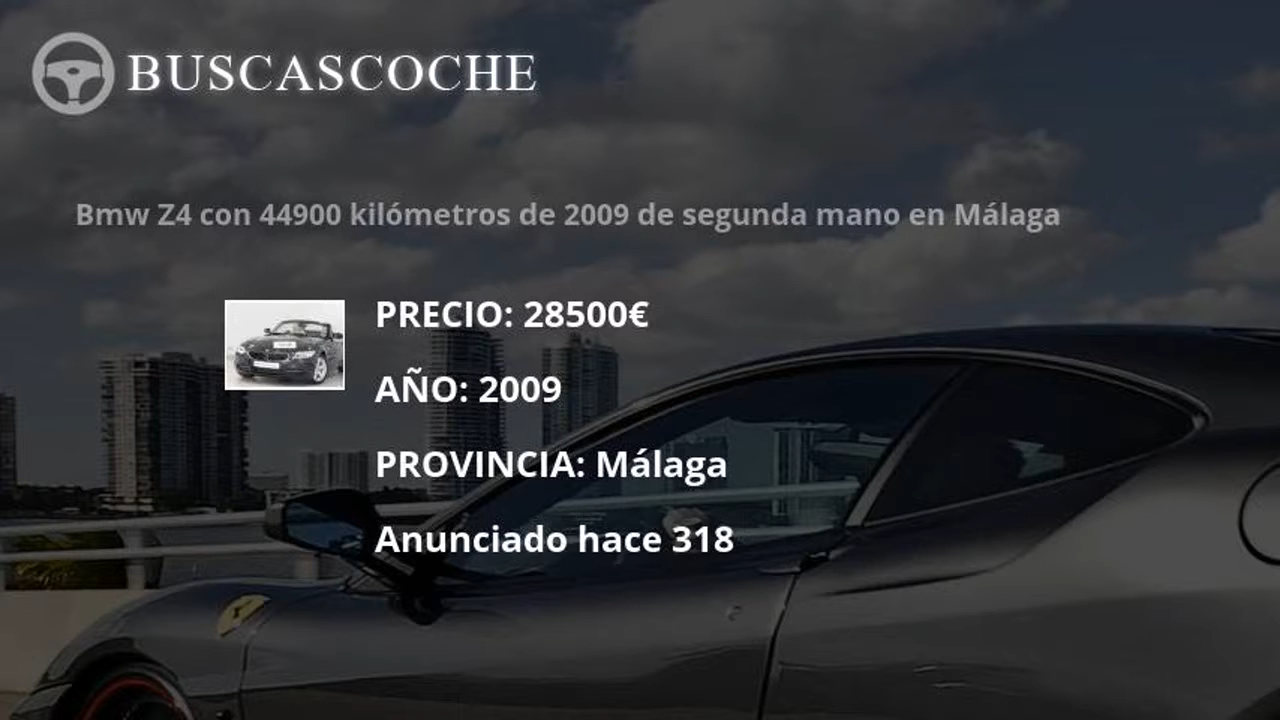 BUSCASCOCHE
Bmw Z4 con 44900 kilómetros de 2009 de segunda mano en Málaga
PRECIO: 28500€
AÑO: 2009
PROVINCIA: Málaga
Anunciado hace 318